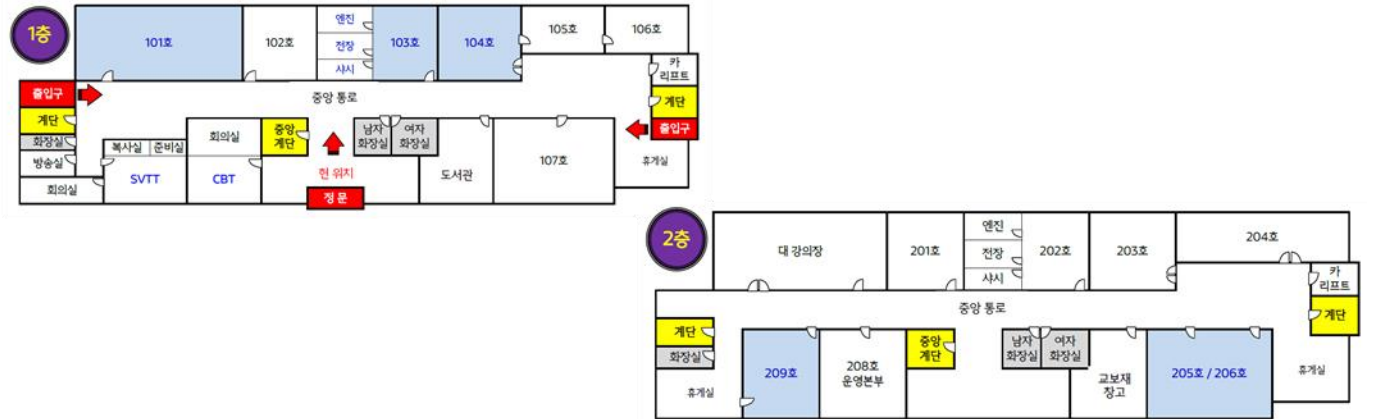 1층
101호
102호
엔진
전장
샤시
103호
104호
105호
106호
카
리프트
출입구
계단
화장실
방송실
회의실
중앙 통로
계단
출입구
휴게실
복사실
준비실
SVTT
회의실
CBT
중앙
계단
현 위치
정문
남자
화장실
여자
화장실
도서관
107호
2층
대 강의장
201호
엔진
전장
샤시
202호
203호
204호
카
리프트
계단
중앙 통로
계단
화장실
휴게실
209호
208호
운영본부
중앙
계단
남자
화장실
여자
화장실
교보재
창고
205호 / 206호
휴게실